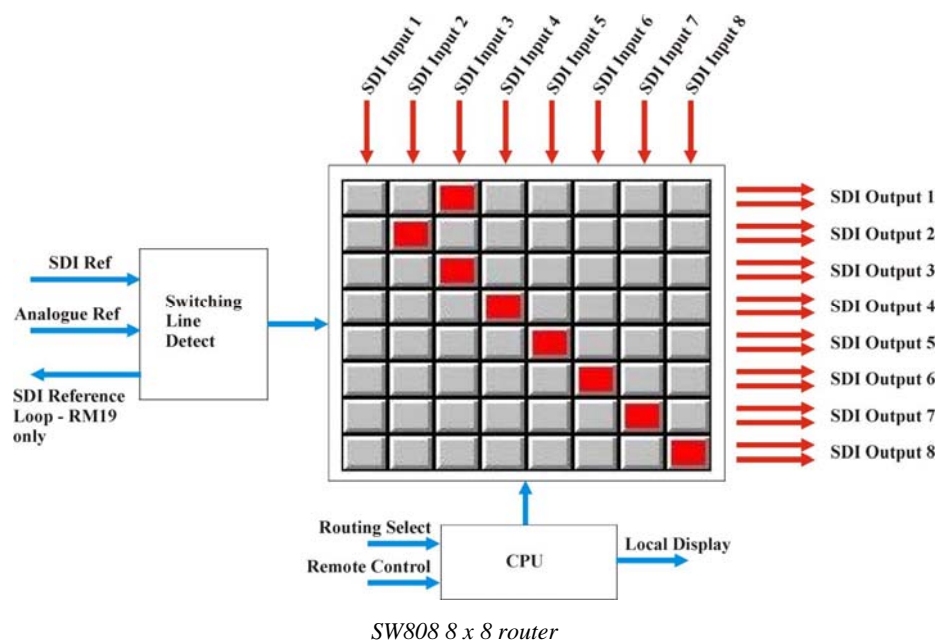 SDI Input 1
SDI Input 2
SDI Input 3
SDI Input 4
SDI Input 5
SDI Input 6
SDI Input 7
SDI Input 8
SDI Output 1
SDI Output 2
SDI Output 3
SDI Output 4
SDI Output 5
SDI Output 6
SDI Output 7
SDI Output 8
SDI Ref
Analogue Ref
SDI Reference
Loop - RM19
only
Switching
Line
Detect
Routing Select
Remote Control
CPU
Local Display
SW808 8 x 8 router